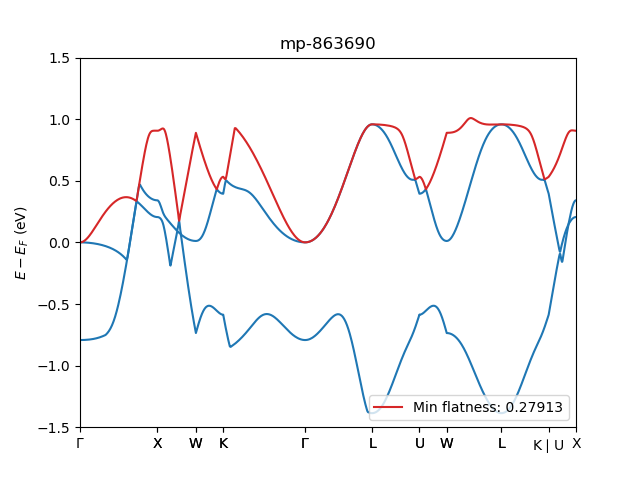 mp-863690
E − E_F (eV)
1.5
1.0
0.5
0.0
−0.5
−1.0
−1.5
Min flatness: 0.27913
Γ X W K Γ L U W L K | U X